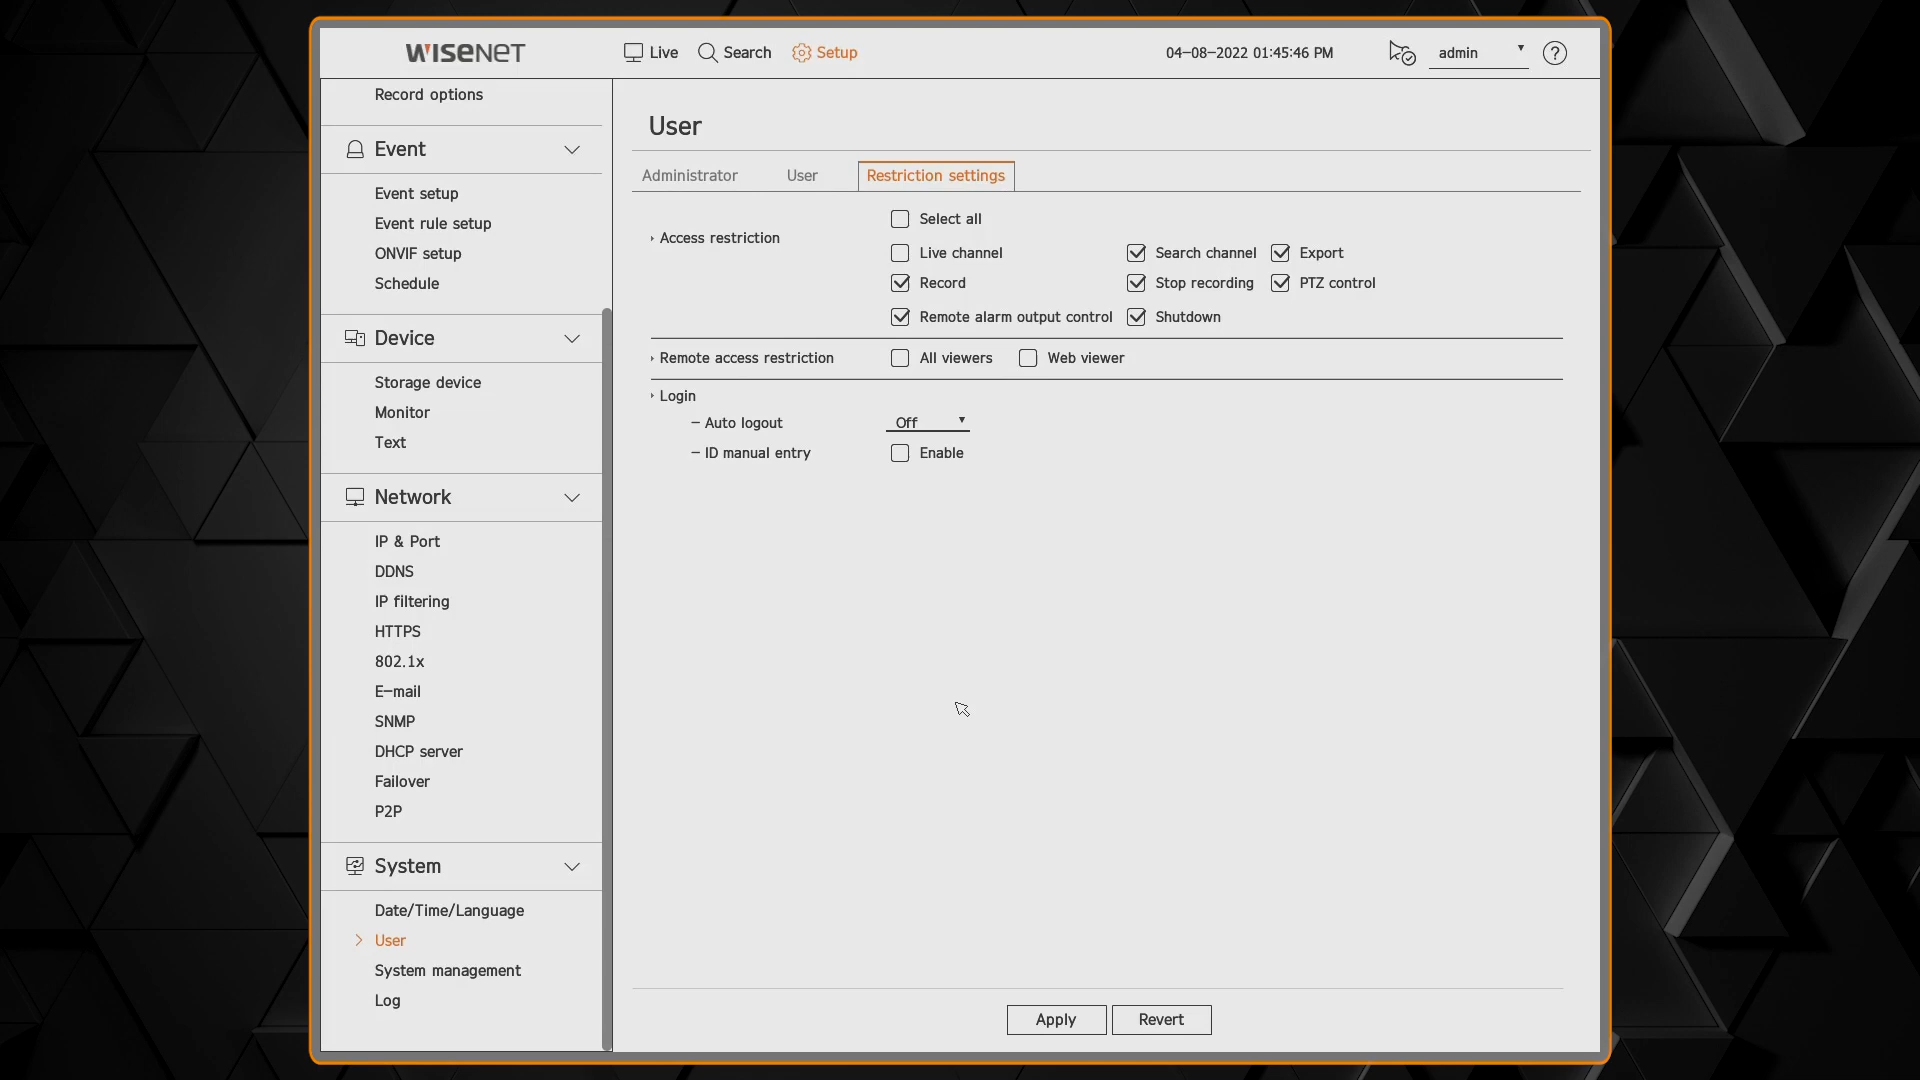 WISENET
Live Search Setup
04-08-2022 01:45:46 PM
admin
?
Record options
Event
Event setup
Event rule setup
ONVIF setup
Schedule
Device
Storage device
Monitor
Text
Network
IP & Port
DDNS
IP filtering
HTTPS
802.1x
E-mail
SNMP
DHCP server
Failover
P2P
System
Date/Time/Language
User
System management
Log
User
Administrator User Restriction settings
Access restriction
Select all
Live channel Search channel Export
Record Stop recording PTZ control
Remote alarm output control Shutdown
Remote access restriction All viewers Web viewer
Login
- Auto logout Off
- ID manual entry Enable
Apply Revert